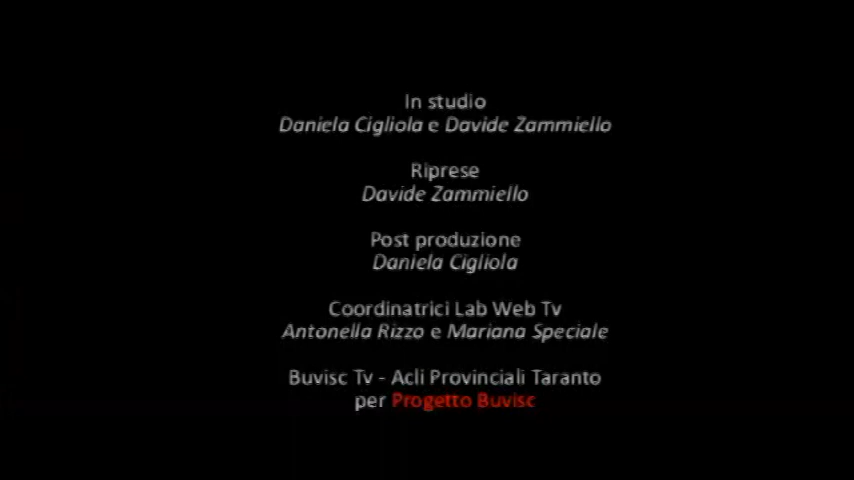 In studio
Daniela Cigliola e Davide Zammiello
Riprese
Davide Zammiello
Post produzione
Daniela Cigliola
Coordinatrici Lab Web Tv
Antonella Rizzo e Mariana Speciale
Buvisc Tv - Acli Provinciali Taranto
per Progetto Buvisc